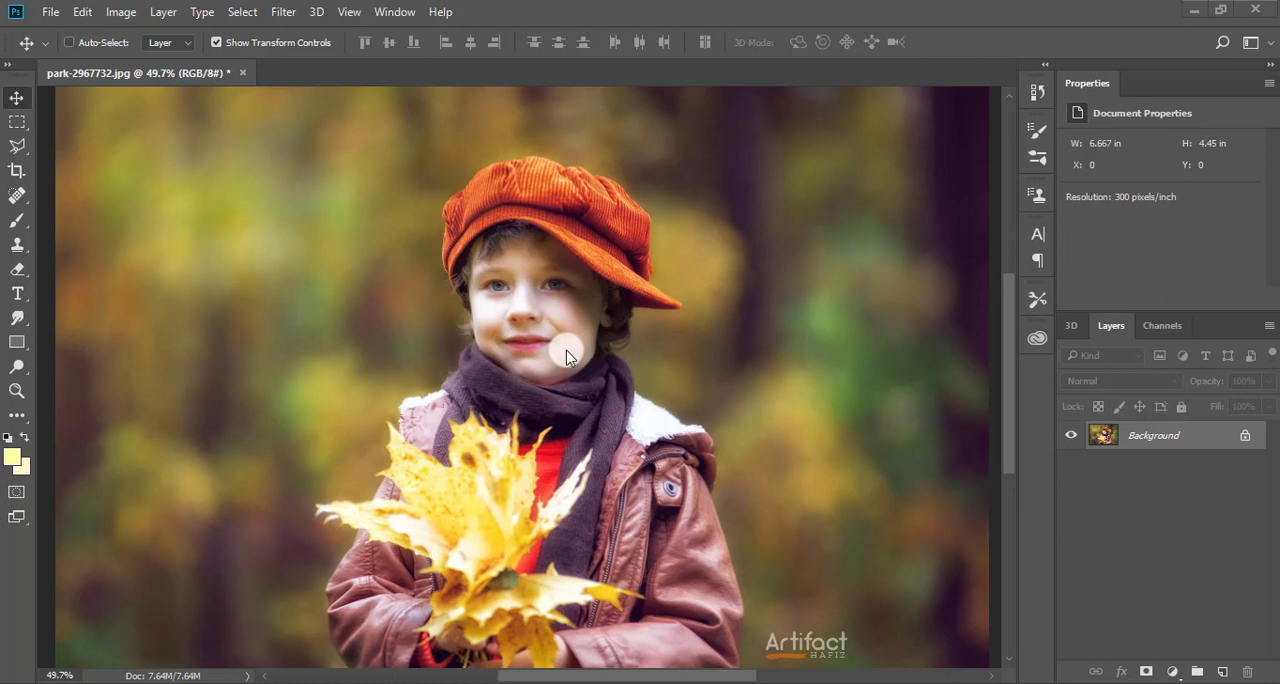 Ps File Edit Image Layer Type Select Filter 3D View Window Help
Auto-Select: Layer Show Transform Controls 3D Mode:
park-2967732.jpg @ 49.7% (RGB/8#) * ×
Properties
Document Properties
W: 6.667 in H: 4.45 in
X: 0 Y: 0
Resolution: 300 pixels/inch
3D Layers Channels
Kind
Normal Opacity: 100%
Lock: Fill: 100%
Background
Artifact
HAFIZ
49.7% Doc: 7.64M/7.64M